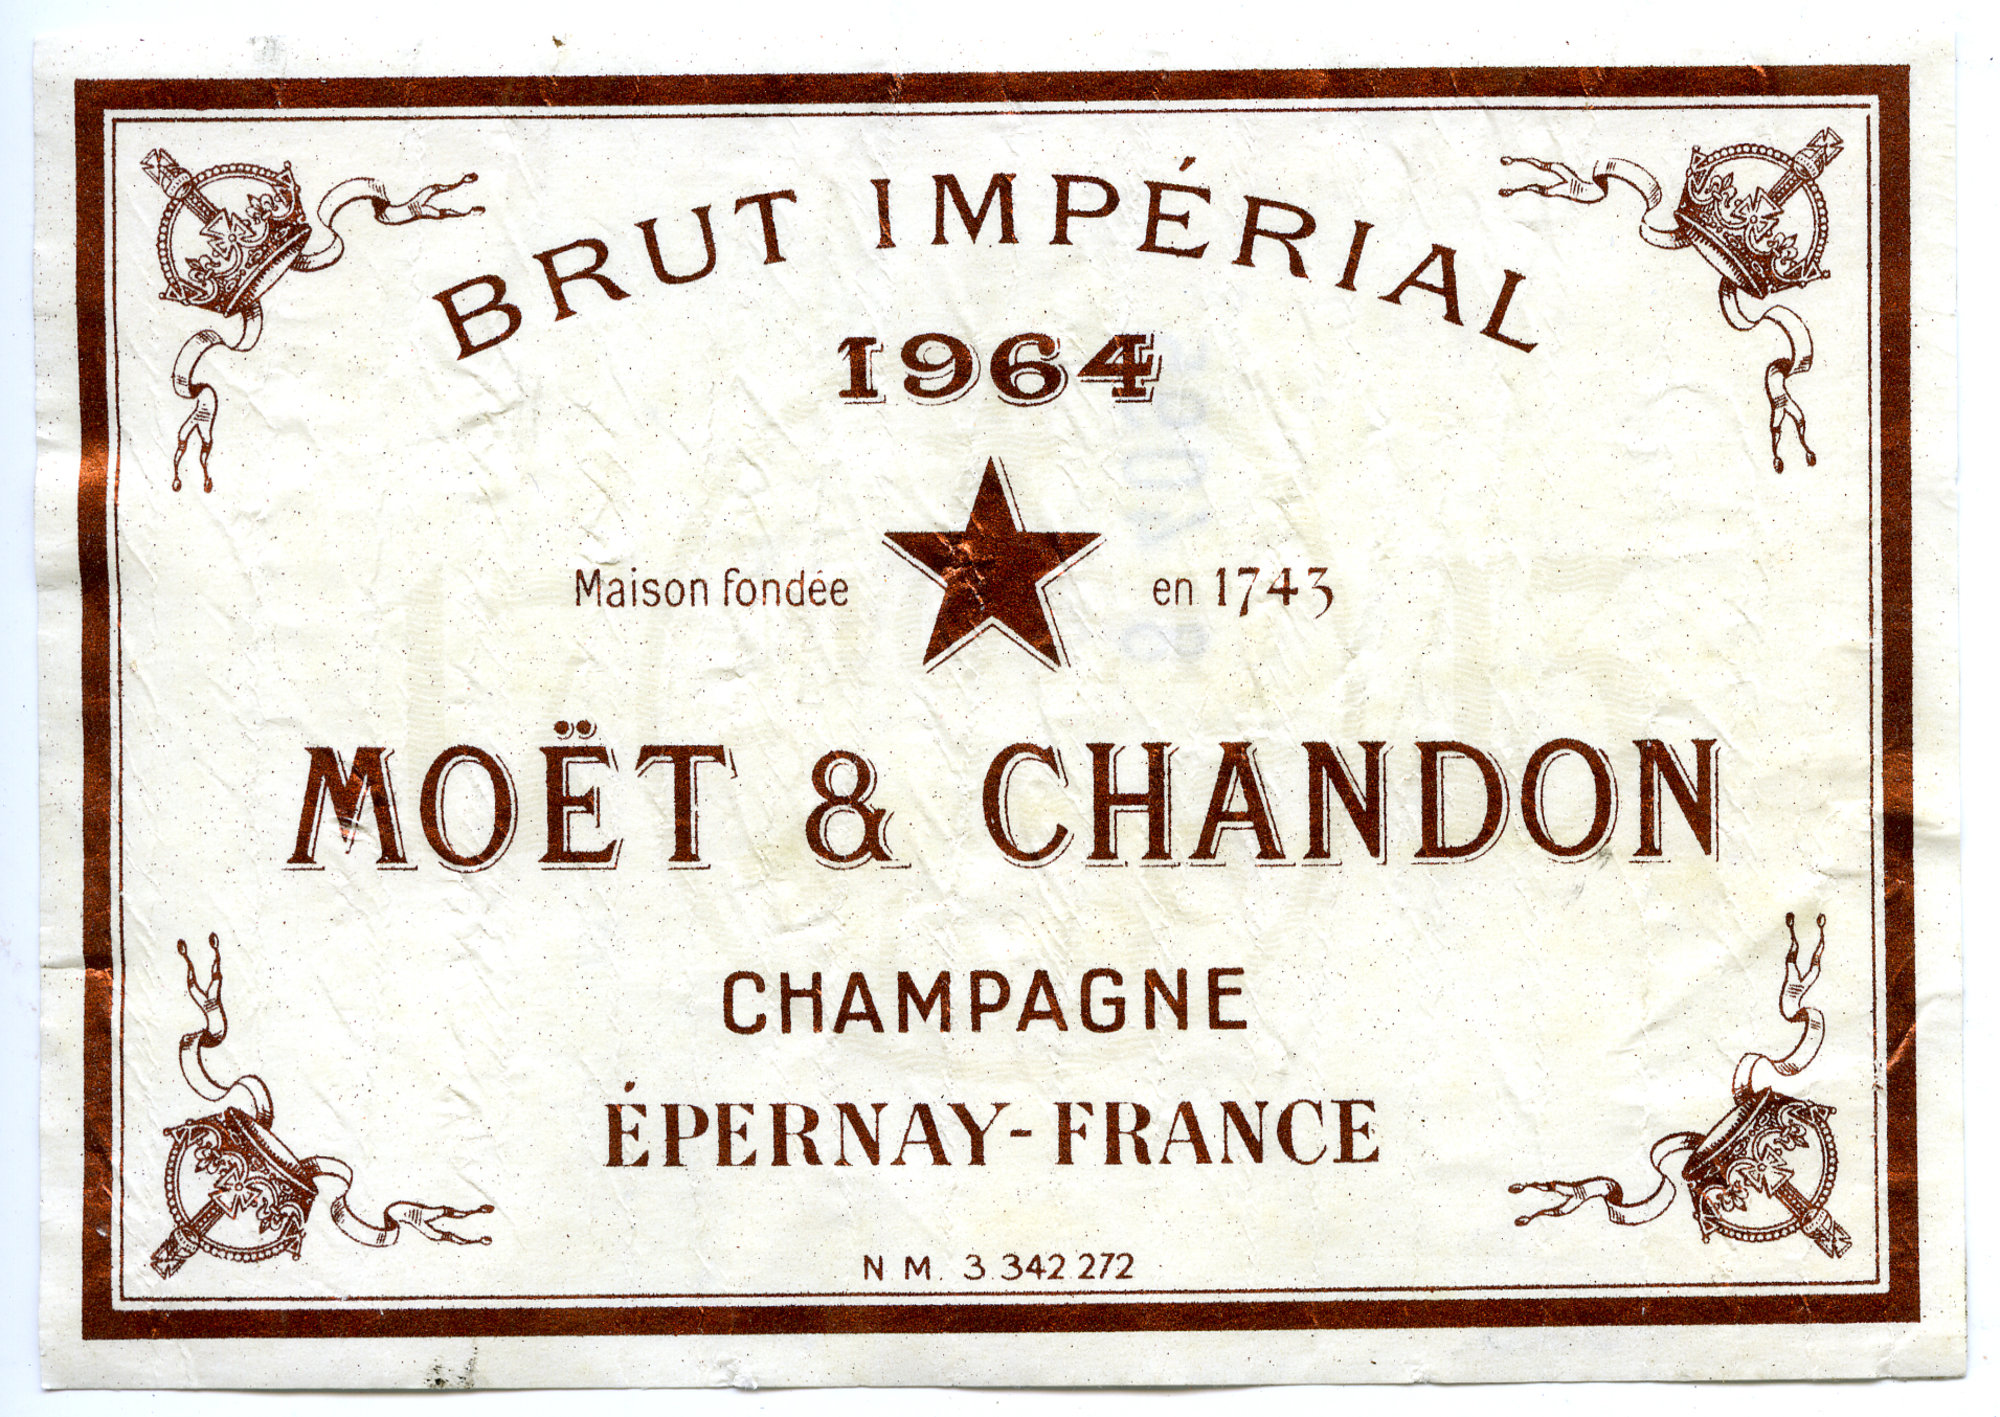 BRUT IMPÉRIAL
1964
Maison fondée en 1743
MOËT & CHANDON
CHAMPAGNE
ÉPERNAY-FRANCE
N M. 3 342 272